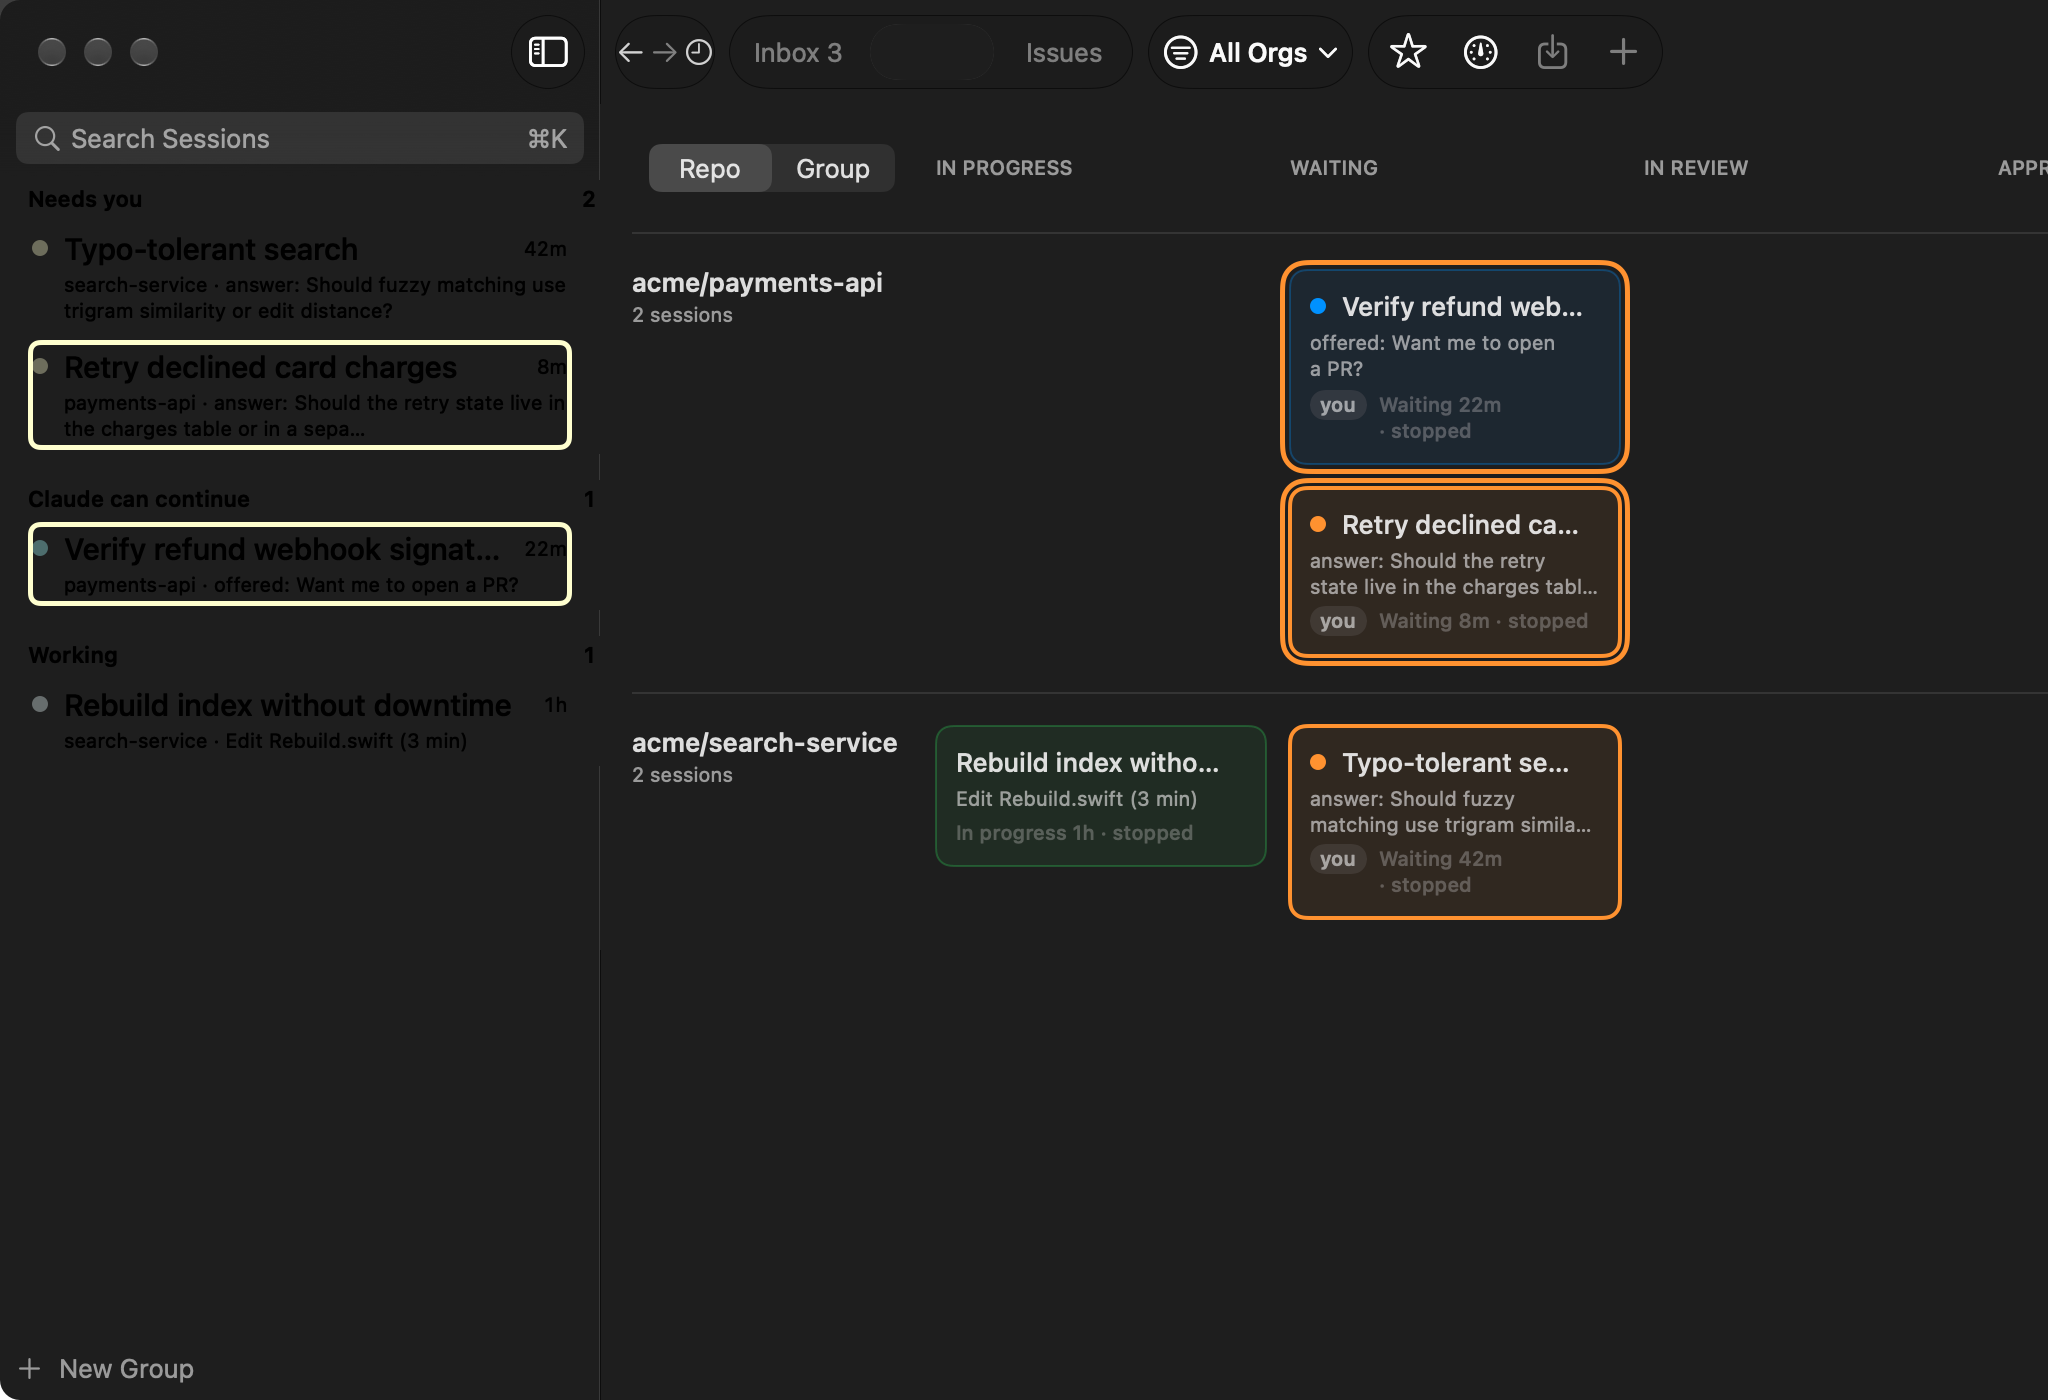 Inbox 3
Issues
All Orgs
Search Sessions
⌘K
Repo
Group
IN PROGRESS
WAITING
IN REVIEW
APPR
Needs you
2
Typo-tolerant search
42m
search-service · answer: Should fuzzy matching use
trigram similarity or edit distance?
Retry declined card charges
8m
payments-api · answer: Should the retry state live in
the charges table or in a sepa...
Claude can continue
1
Verify refund webhook signat...
22m
payments-api · offered: Want me to open a PR?
Working
1
Rebuild index without downtime
1h
search-service · Edit Rebuild.swift (3 min)
New Group
acme/payments-api
2 sessions
Verify refund web...
offered: Want me to open
a PR?
you
Waiting 22m
· stopped
Retry declined ca...
answer: Should the retry
state live in the charges tabl...
you
Waiting 8m · stopped
acme/search-service
2 sessions
Rebuild index witho...
Edit Rebuild.swift (3 min)
In progress 1h · stopped
Typo-tolerant se...
answer: Should fuzzy
matching use trigram simila...
you
Waiting 42m
· stopped